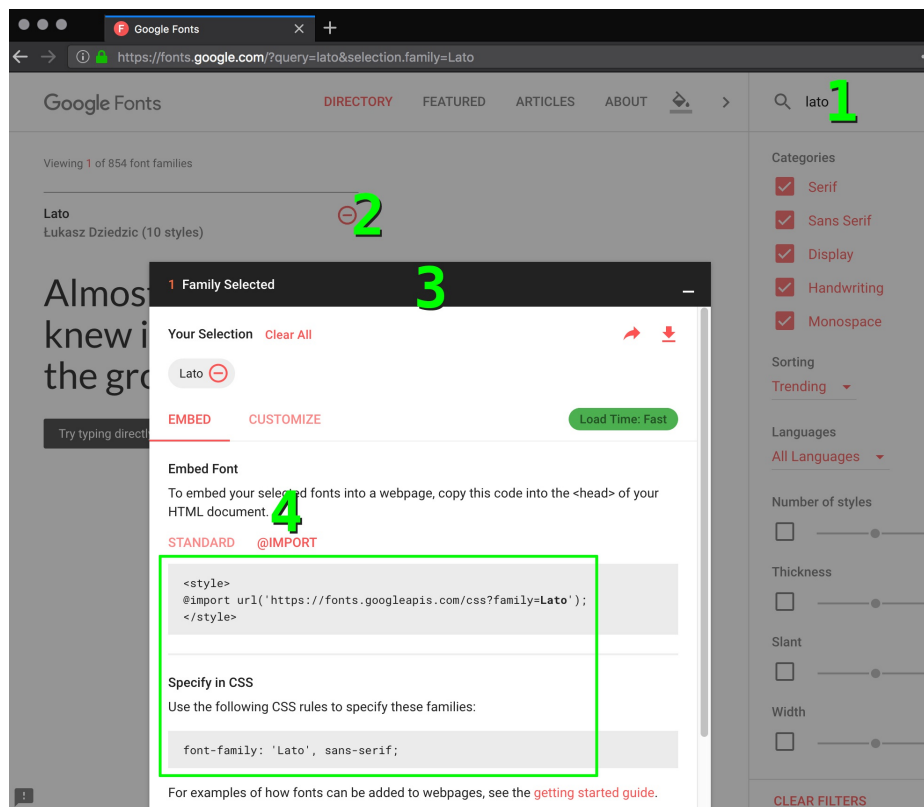 Google Fonts
https://fonts.google.com/?query=lato&selection.family=Lato
Google Fonts
DIRECTORY
FEATURED
ARTICLES
ABOUT
lato
1
Viewing 1 of 854 font families
Lato
Łukasz Dziedzic (10 styles)
2
Almos
knew i
the gro
Try typing directl
1 Family Selected
3
Your Selection Clear All
Lato
EMBED
CUSTOMIZE
Load Time: Fast
Embed Font
To embed your selected fonts into a webpage, copy this code into the <head> of your
HTML document.
4
STANDARD
@IMPORT
<style>
@import url('https://fonts.googleapis.com/css?family=Lato');
</style>
Specify in CSS
Use the following CSS rules to specify these families:
font-family: 'Lato', sans-serif;
For examples of how fonts can be added to webpages, see the getting started guide.
Categories
Serif
Sans Serif
Display
Handwriting
Monospace
Sorting
Trending
Languages
All Languages
Number of styles
Thickness
Slant
Width
CLEAR FILTERS